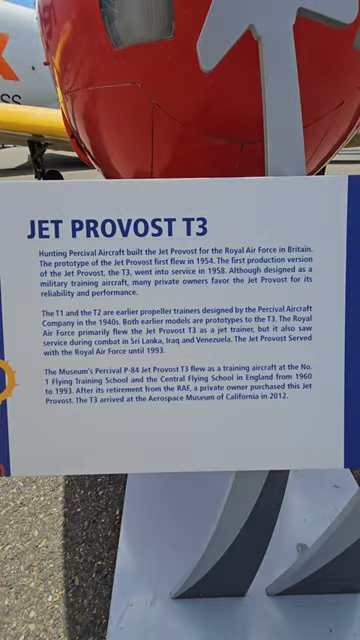 x
SS
JET PROVOST T3
Hunting Percival Aircraft built the Jet Provost for the Royal Air Force in Britain.
The prototype of the Jet Provost first flew in 1954. The first production version
of the Jet Provost, the T3, went into service in 1958. Although designed as a
military training aircraft, many private owners favor the Jet Provost for its
reliability and performance.
The T1 and the T2 are earlier propeller trainers designed by the Percival Aircraft
Company in the 1940s. Both earlier models are prototypes to the T3. The Royal
Air Force primarily flew the Jet Provost T3 as a jet trainer, but it also saw
service during combat in Sri Lanka, Iraq and Venezuela. The Jet Provost Served
with the Royal Air Force until 1993.
The Museum's Percival P-84 Jet Provost T3 flew as a training aircraft at the No.
1 Flying Training School and the Central Flying School in England from 1960
to 1993. After its retirement from the RAF, a private owner purchased this Jet
Provost. The T3 arrived at the Aerospace Museum of California in 2012.